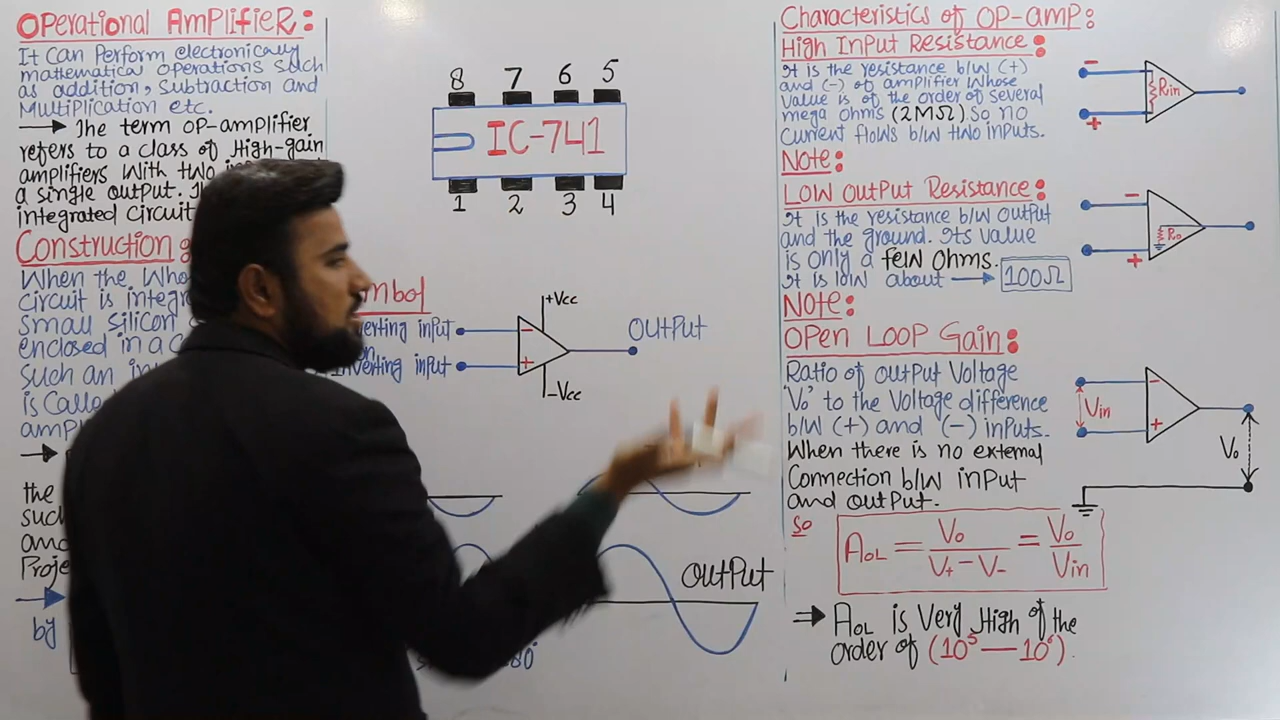 Operational Amplifier:
It Can Perform electronically
mathematical operations such
as addition, Subtraction and
Multiplication etc.
→ The term OP-amplifier
refers to a class of High-gain
amplifiers with two
a single output.
integrated circuit
Construction
When the Who
circuit is integ
small silicon
enclosed in a
such an in
is Calle
ampl
→
the
suc
and
Proje
by
8 7 6 5
IC-741
1 2 3 4
mbol
verting input
inverting input
+Vcc
-
+
-Vcc
OUTPUT
OUTPUT
80°
Characteristics of OP-amp:
High Input Resistance:
It is the resistance b/w (+)
and (-) of amplifier whose
value is of the order of several
mega ohms (2MΩ). So no
current flows b/w two inputs.
- Rin +
Note:
Low Output Resistance:
It is the resistance b/w output
and the ground. Its value
is only a few ohms.
It is low about → 100Ω
- Ro +
Note:
OPEN LOOP Gain:
Ratio of output Voltage
'Vo' to the Voltage difference
b/w (+) and (-) inputs.
When there is no external
Connection b/w input
and output.
Vin - + Vo
So
AOL = Vo / V+ - V- = Vo / Vin
⇒ AOL is Very High of the
order of (10⁵ — 10⁶).